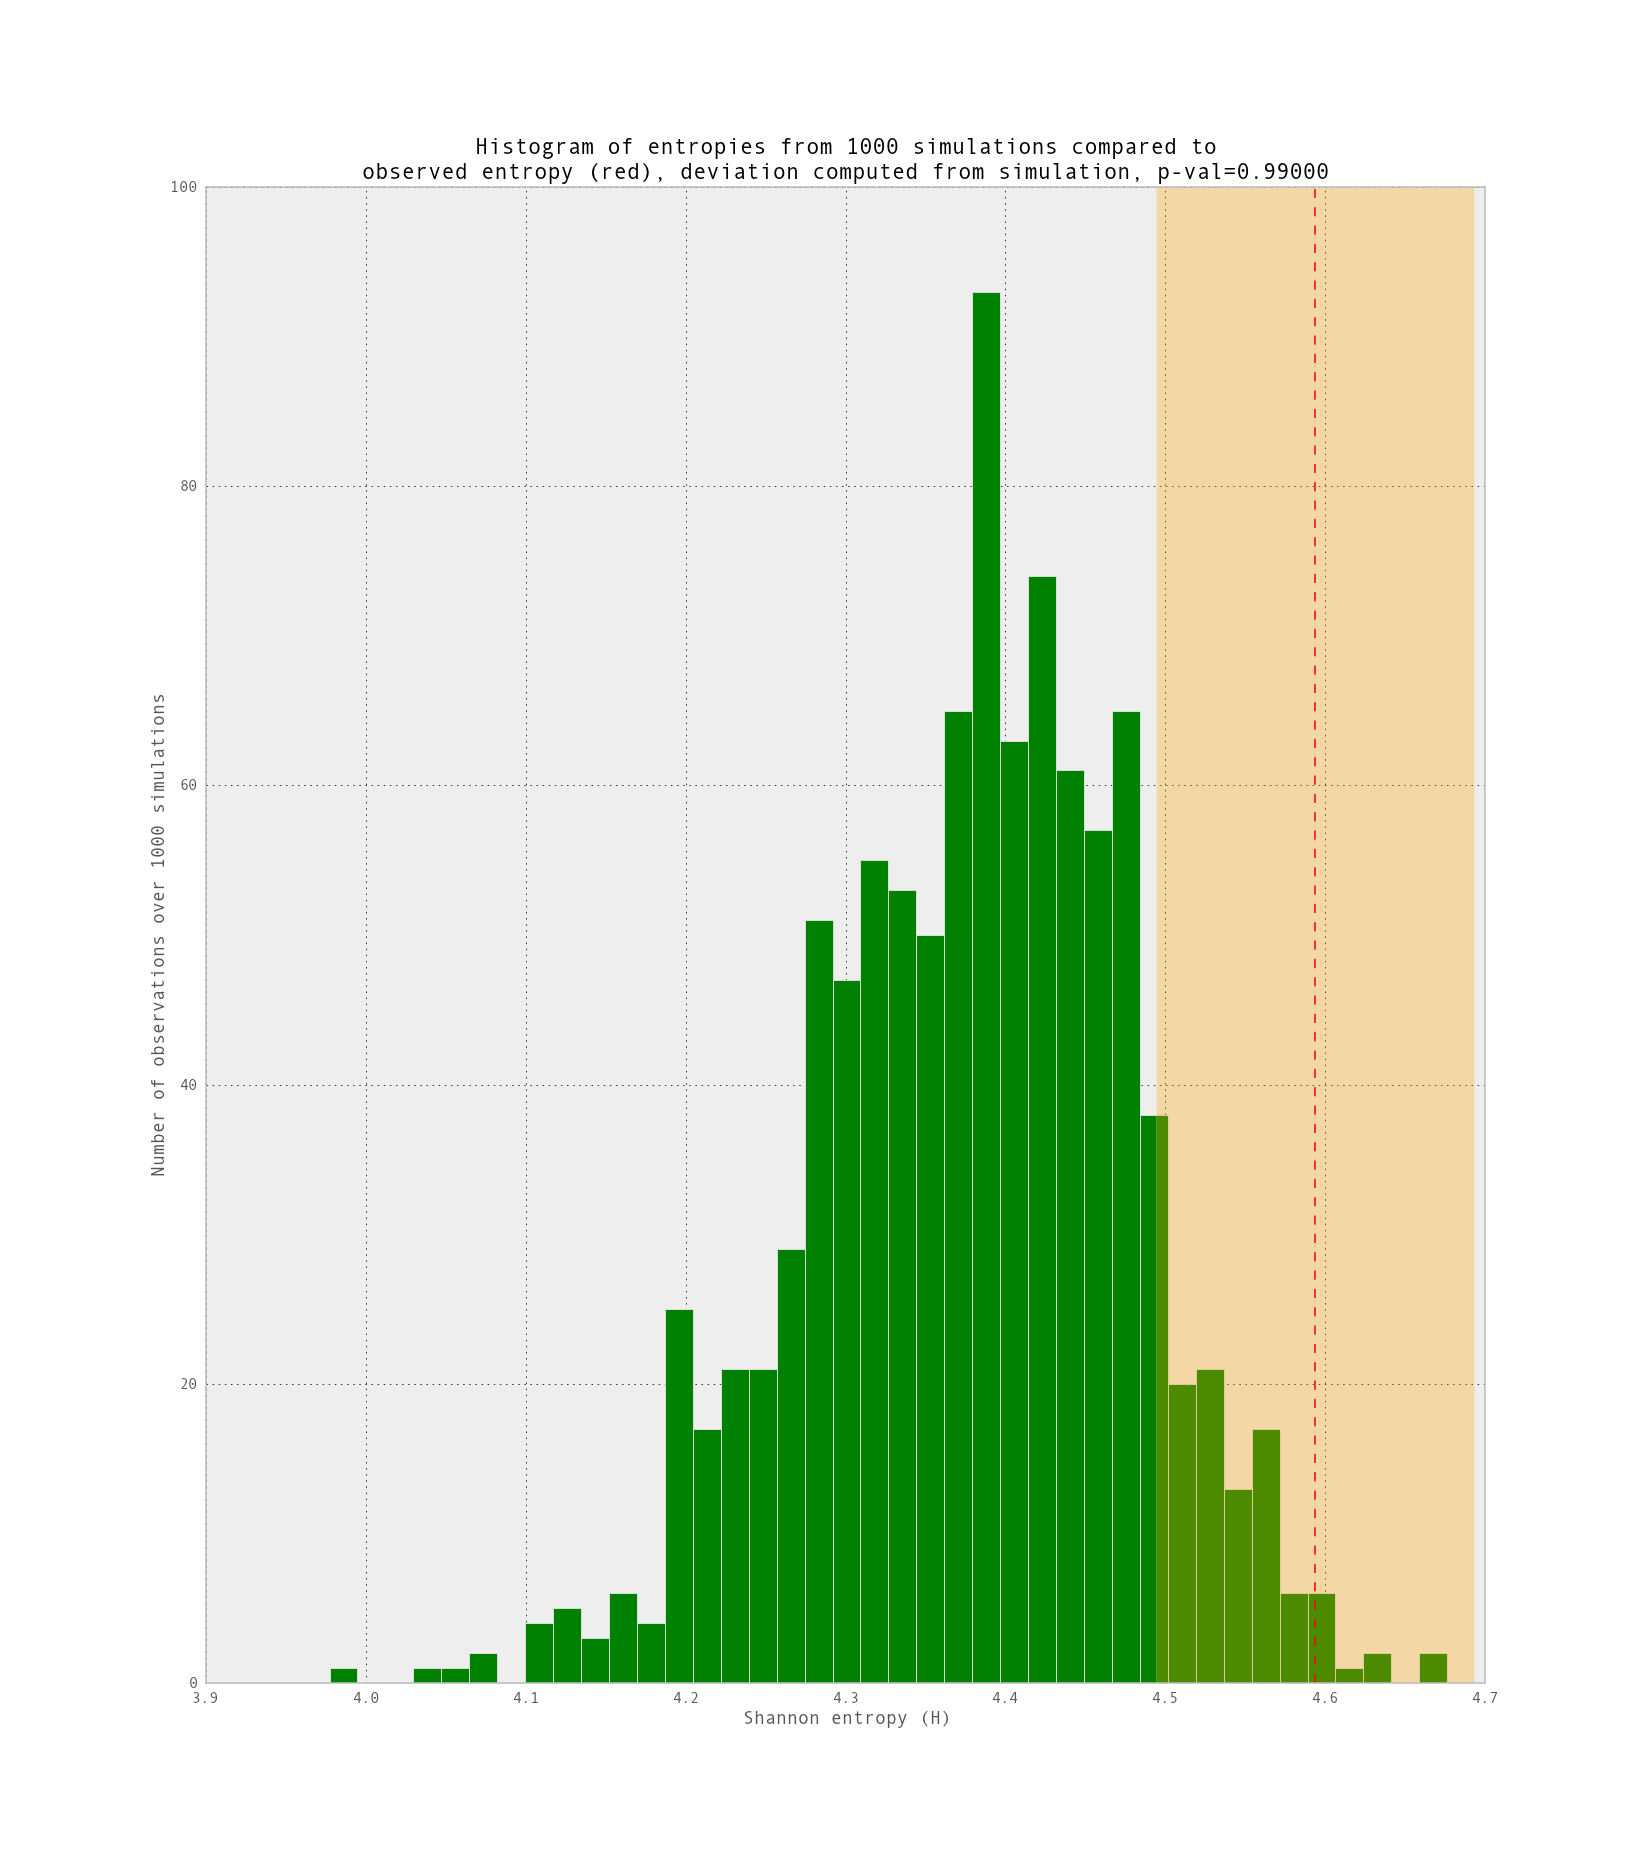 Histogram of entropies from 1000 simulations compared to
observed entropy (red), deviation computed from simulation, p-val=0.99000
100
80
60
40
20
0
Number of observations over 1000 simulations
3.9 4.0 4.1 4.2 4.3 4.4 4.5 4.6 4.7
Shannon entropy (H)